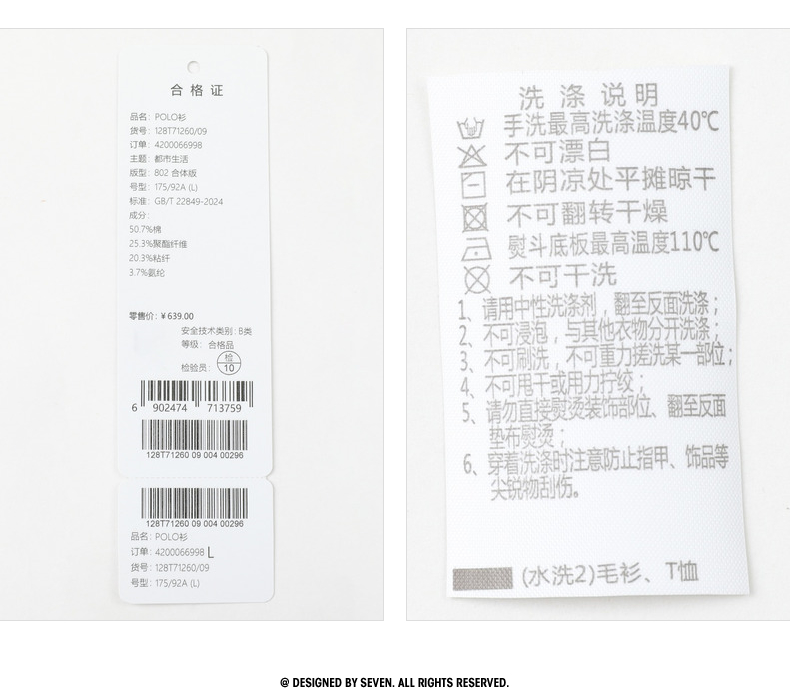 合格证
品名: POLO衫
货号: 128T71260/09
订单: 4200066998
主题: 都市生活
版型: 802 合体版
号型: 175/92A (L)
标准: GB/T 22849-2024
成分:
50.7%棉
25.3%聚酯纤维
20.3%粘纤
3.7%氨纶
零售价: ¥639.00
安全技术类别: B类
等级: 合格品
检验员: 检 10
6 902474 713759
128T71260 09 004 00296
128T71260 09 004 00296
品名: POLO衫
订单: 4200066998 L
货号: 128T71260/09
号型: 175/92A (L)
洗涤说明
手洗最高洗涤温度40℃
不可漂白
在阴凉处平摊晾干
不可翻转干燥
熨斗底板最高温度110℃
不可干洗
1、请用中性洗涤剂，翻至反面洗涤；
2、不可浸泡，与其他衣物分开洗涤；
3、不可刷洗，不可重力搓洗某一部位；
4、不可甩干或用力拧绞；
5、请勿直接熨烫装饰部位、翻至反面
垫布熨烫；
6、穿着洗涤时注意防止指甲、饰品等
尖锐物刮伤。
(水洗2)毛衫、T恤
@ DESIGNED BY SEVEN. ALL RIGHTS RESERVED.